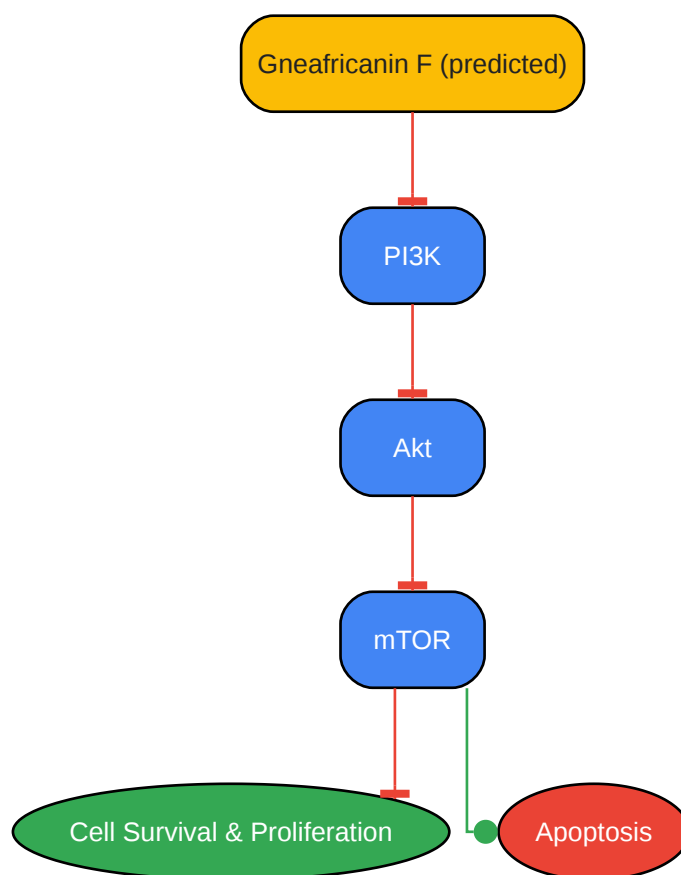 Gneafricanin F (predicted)
PI3K
Akt
mTOR
Cell Survival & Proliferation
Apoptosis